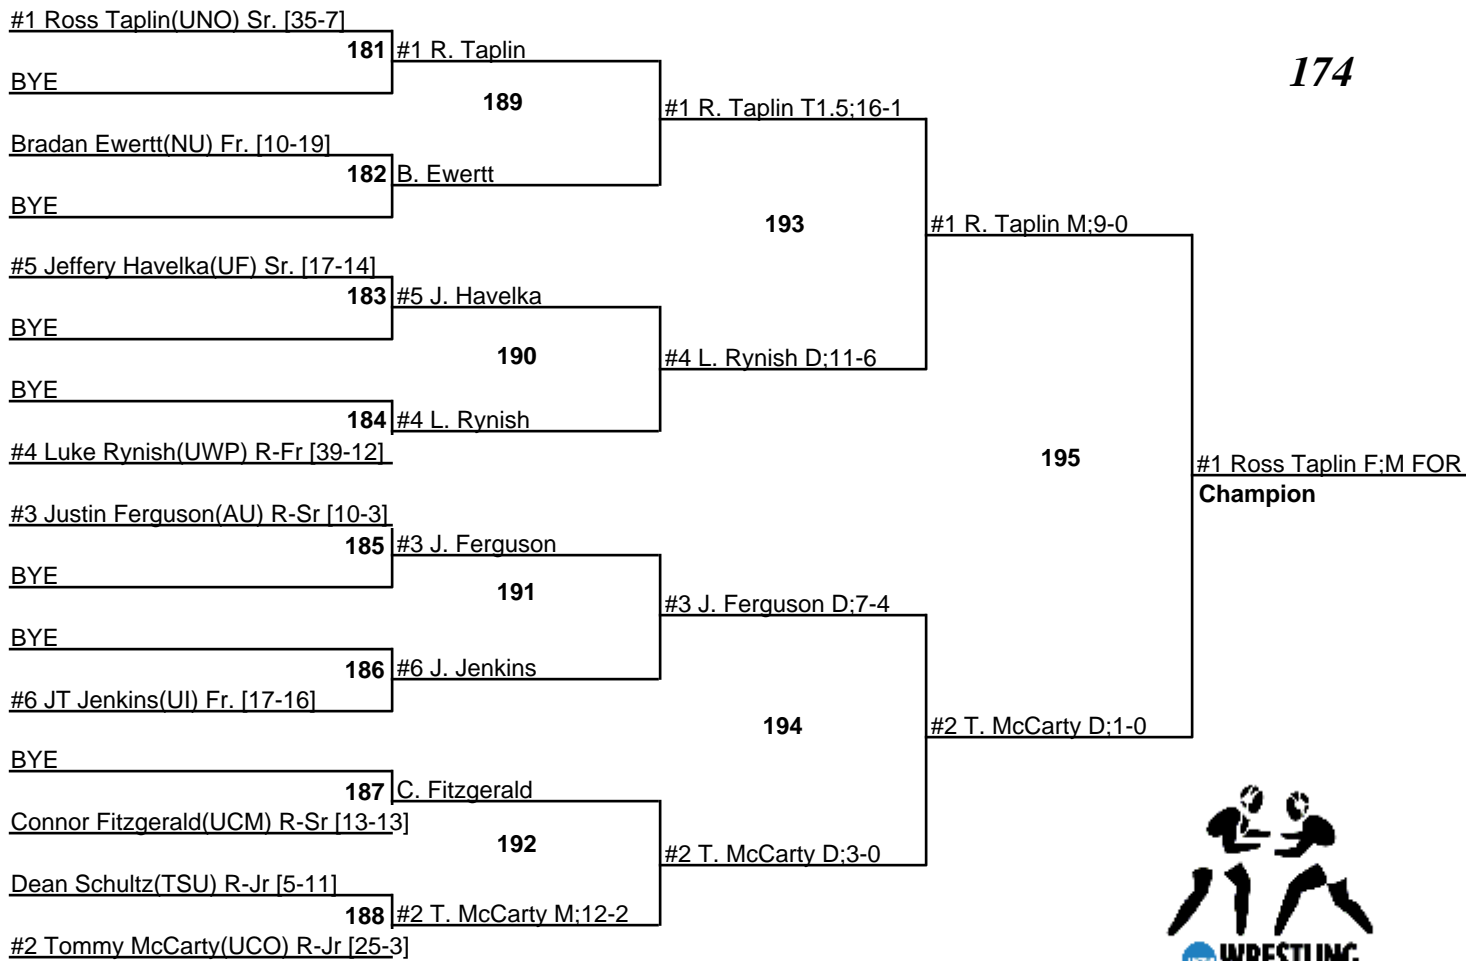 #1 Ross Taplin(UNO) Sr. [35-7]
181 #1 R. Taplin
174
BYE
189
#1 R. Taplin T1.5;16-1
Bradan Ewertt(NU) Fr. [10-19]
182 B. Ewertt
BYE
193
#1 R. Taplin M;9-0
#5 Jeffery Havelka(UF) Sr. [17-14]
183 #5 J. Havelka
BYE
190
#4 L. Rynish D;11-6
BYE
184 #4 L. Rynish
#4 Luke Rynish(UWP) R-Fr [39-12]
195
#1 Ross Taplin F;M FOR
Champion
#3 Justin Ferguson(AU) R-Sr [10-3]
185 #3 J. Ferguson
BYE
191
#3 J. Ferguson D;7-4
BYE
186 #6 J. Jenkins
#6 JT Jenkins(UI) Fr. [17-16]
194
#2 T. McCarty D;1-0
BYE
187 C. Fitzgerald
Connor Fitzgerald(UCM) R-Sr [13-13]
192
#2 T. McCarty D;3-0
Dean Schultz(TSU) R-Jr [5-11]
188 #2 T. McCarty M;12-2
#2 Tommy McCarty(UCO) R-Jr [25-3]
WRESTLING